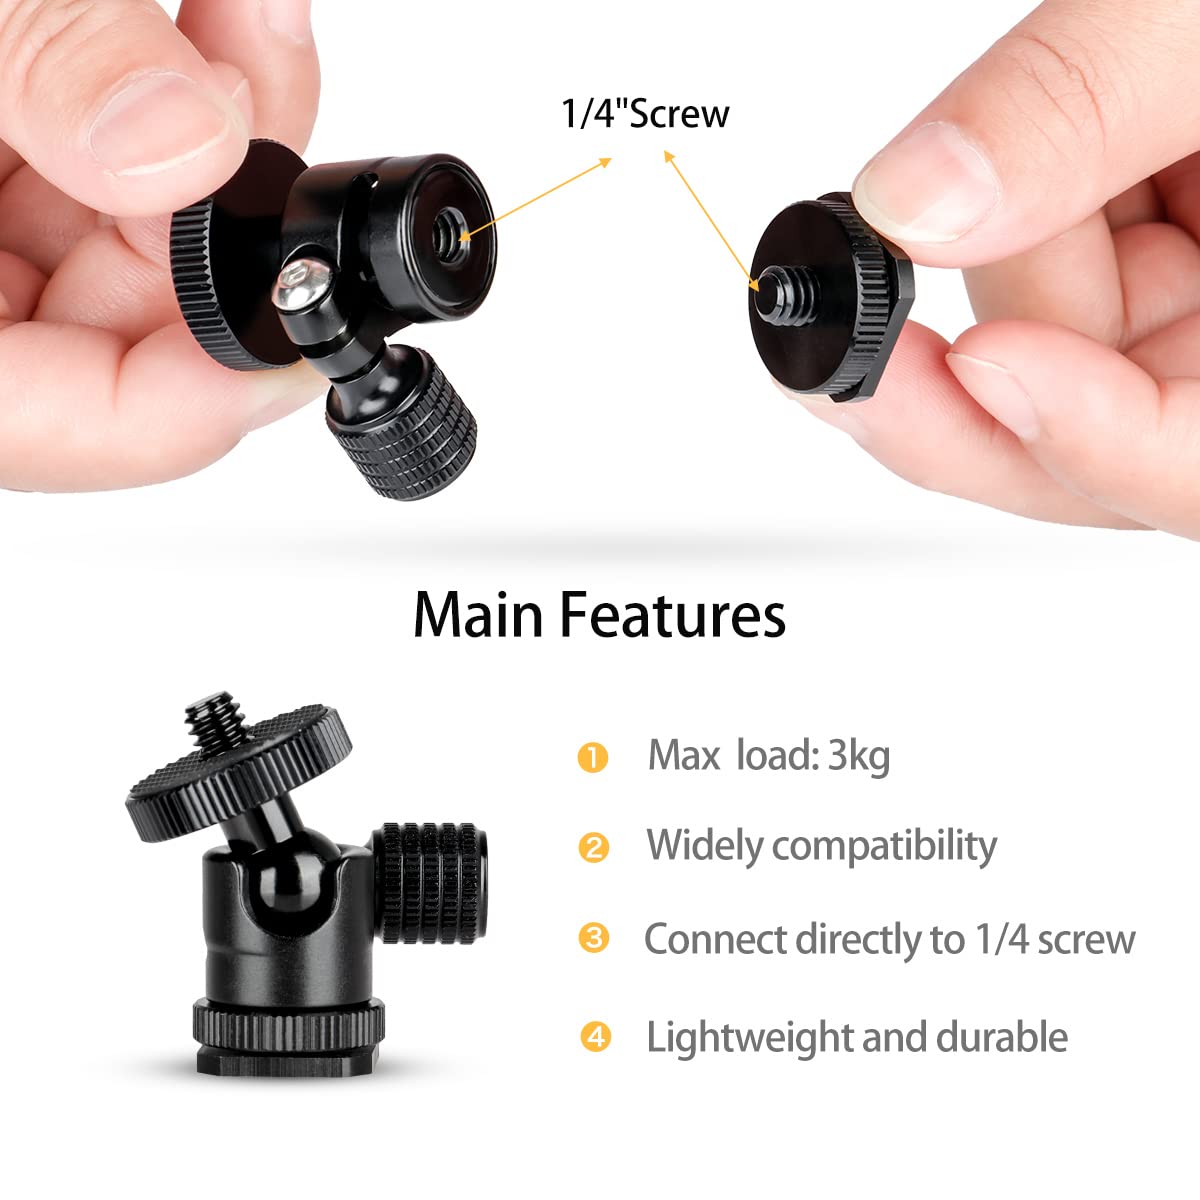 1/4"Screw
Main Features
1 Max load: 3kg
2 Widely compatibility
3 Connect directly to 1/4 screw
4 Lightweight and durable